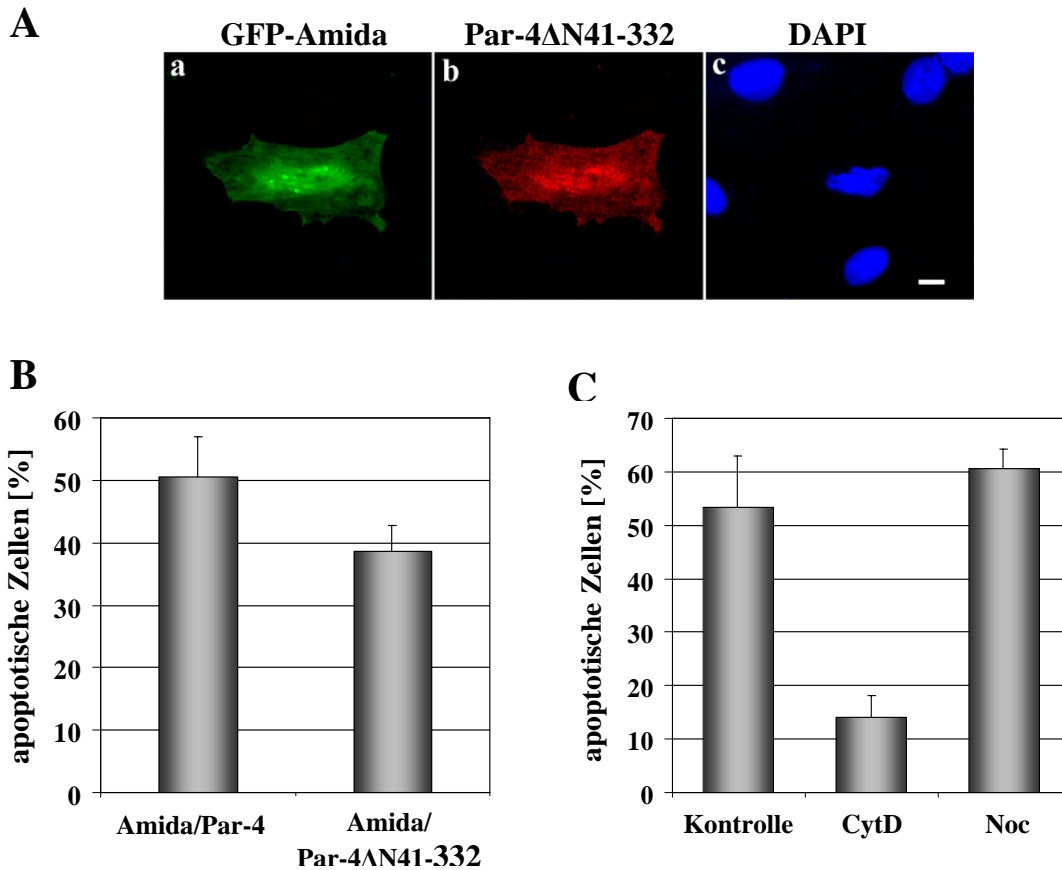 A
GFP-Amida Par-4ΔN41-332 DAPI
a b c
B
apoptotische Zellen [%]
60
50
40
30
20
10
0
Amida/Par-4
Amida/
Par-4ΔN41-332
C
apoptotische Zellen [%]
70
60
50
40
30
20
10
0
Kontrolle CytD Noc